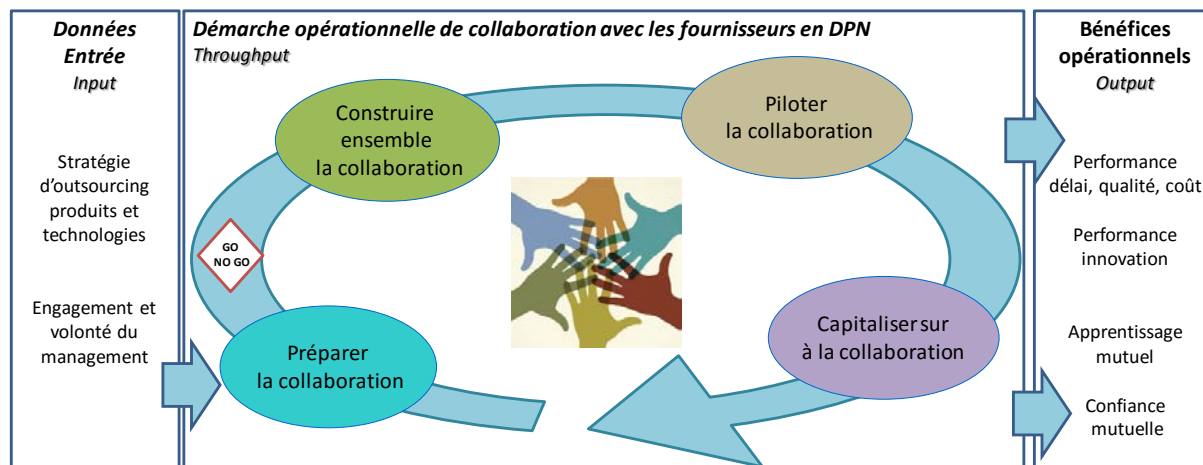 Données
Entrée
Input
Stratégie
d'outsourcing
produits et
technologies
Engagement et
volonté du
management
Démarche opérationnelle de collaboration avec les fournisseurs en DPN
Throughput
Construire
ensemble
la collaboration
Piloter
la collaboration
GO
NO GO
Préparer
la collaboration
Capitaliser sur
à la collaboration
Bénéfices
opérationnels
Output
Performance
délai, qualité, coût
Performance
innovation
Apprentissage
mutuel
Confiance
mutuelle